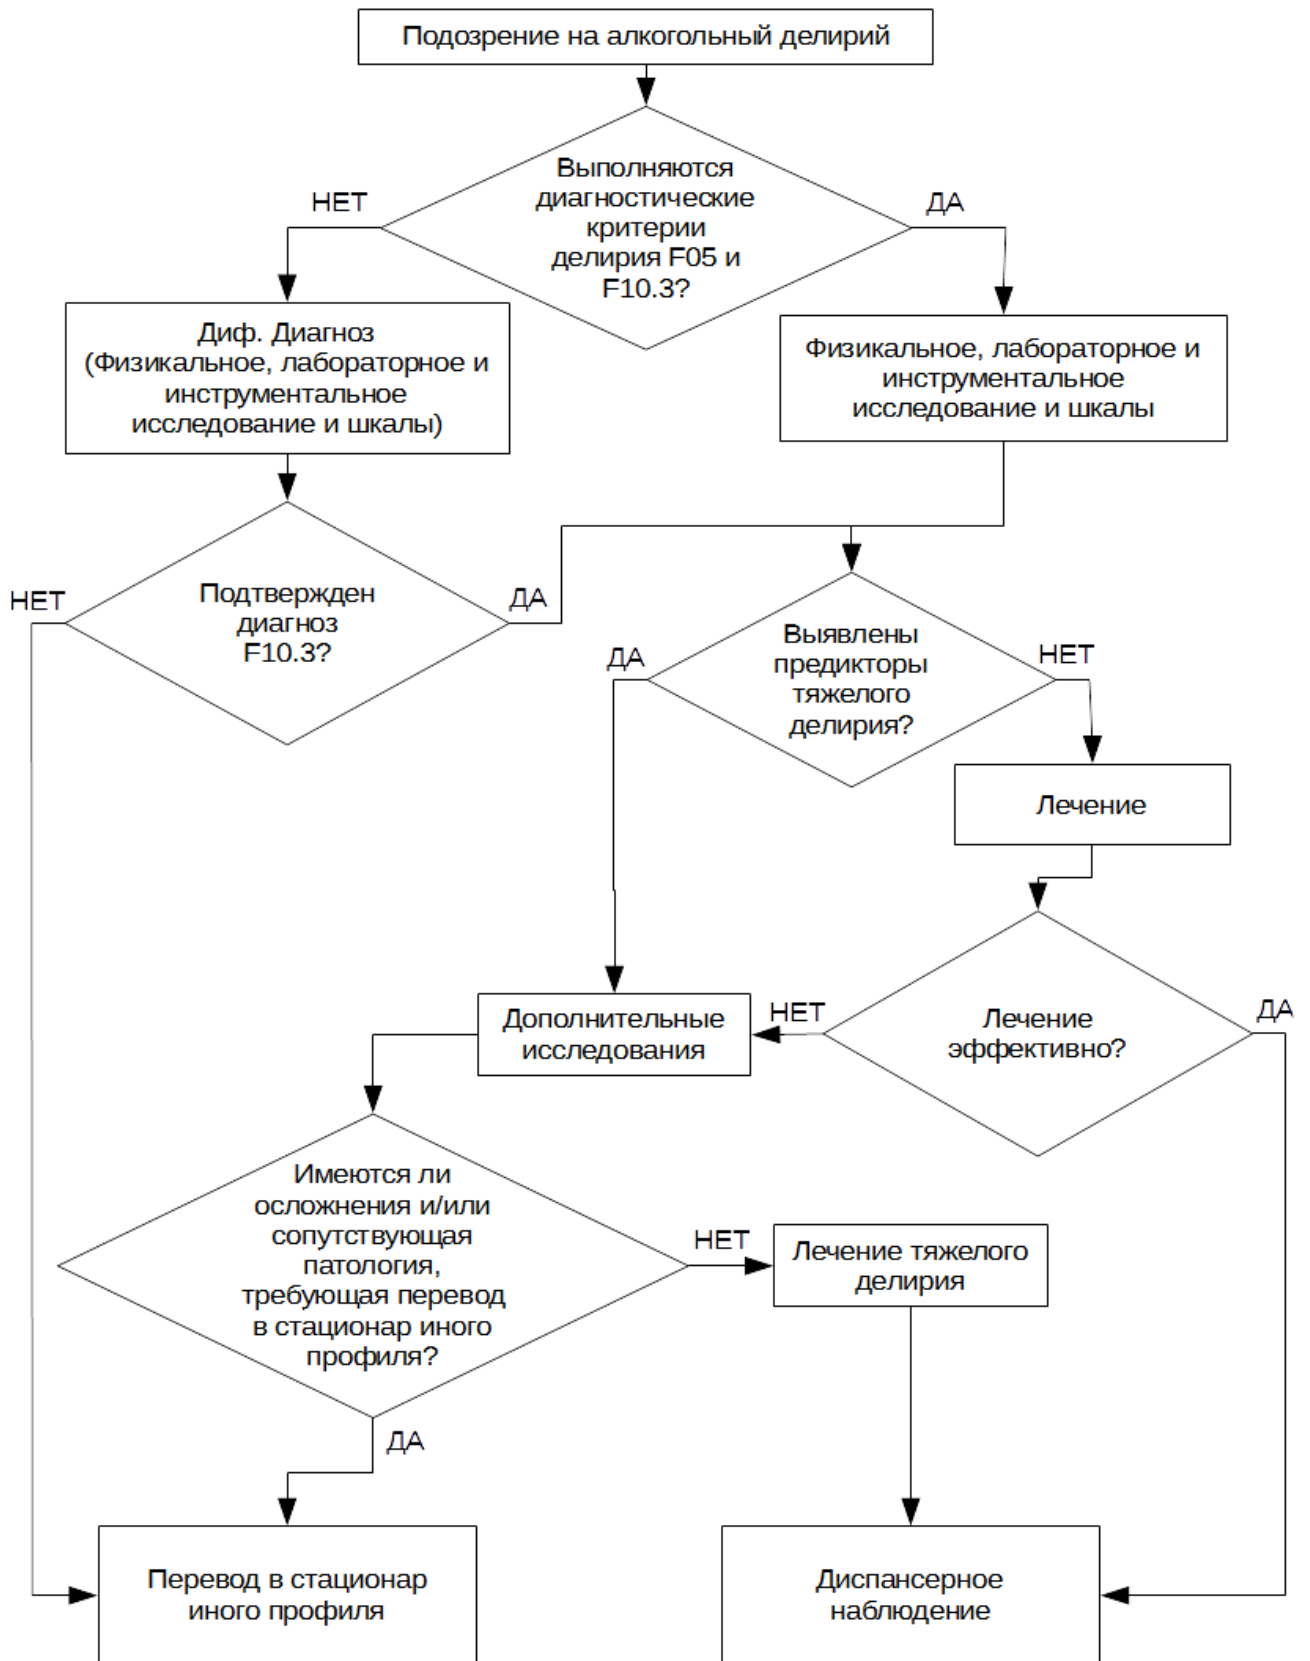 Подозрение на алкогольный делирий
Выполняются
диагностические
критерии
делирия F05 и
F10.3?
НЕТ
ДА
Диф. Диагноз
(Физикальное, лабораторное и
инструментальное
исследование и шкалы)
Физикальное, лабораторное и
инструментальное
исследование и шкалы
Подтвержден
диагноз
F10.3?
НЕТ
ДА
Выявлены
предикторы
тяжелого
делирия?
ДА
НЕТ
Лечение
Лечение
эффективно?
НЕТ
ДА
Дополнительные
исследования
Имеются ли
осложнения и/или
сопутствующая
патология,
требующая перевод
в стационар иного
профиля?
НЕТ
ДА
Лечение тяжелого
делирия
Перевод в стационар
иного профиля
Диспансерное
наблюдение